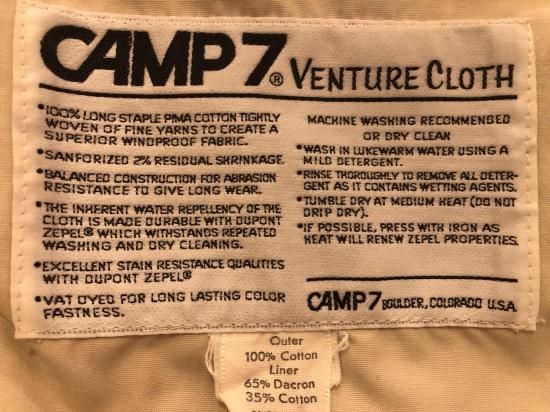 CAMP 7® VENTURE CLOTH
•100% LONG STAPLE PIMA COTTON TIGHTLY
WOVEN OF FINE YARNS TO CREATE A
SUPERIOR WINDPROOF FABRIC.
•SANFORIZED 2% RESIDUAL SHRINKAGE.
•BALANCED CONSTRUCTION FOR ABRASION
RESISTANCE TO GIVE LONG WEAR.
•THE INHERENT WATER REPELLENCY OF THE
CLOTH IS MADE DURABLE WITH DUPONT
ZEPEL® WHICH WITHSTANDS REPEATED
WASHING AND DRY CLEANING.
•EXCELLENT STAIN RESISTANCE QUALITIES
WITH DUPONT ZEPEL®
•VAT DYED FOR LONG LASTING COLOR
FASTNESS.
MACHINE WASHING RECOMMENDED
OR DRY CLEAN
•WASH IN LUKEWARM WATER USING A
MILD DETERGENT.
•RINSE THOROUGHLY TO REMOVE ALL DETER-
GENT AS IT CONTAINS WETTING AGENTS.
•TUMBLE DRY AT MEDIUM HEAT (DO NOT
DRIP DRY).
•IF POSSIBLE, PRESS WITH IRON AS
HEAT WILL RENEW ZEPEL PROPERTIES.
CAMP 7 BOULDER, COLORADO U.S.A.
Outer
100% Cotton
Liner
65% Dacron
35% Cotton